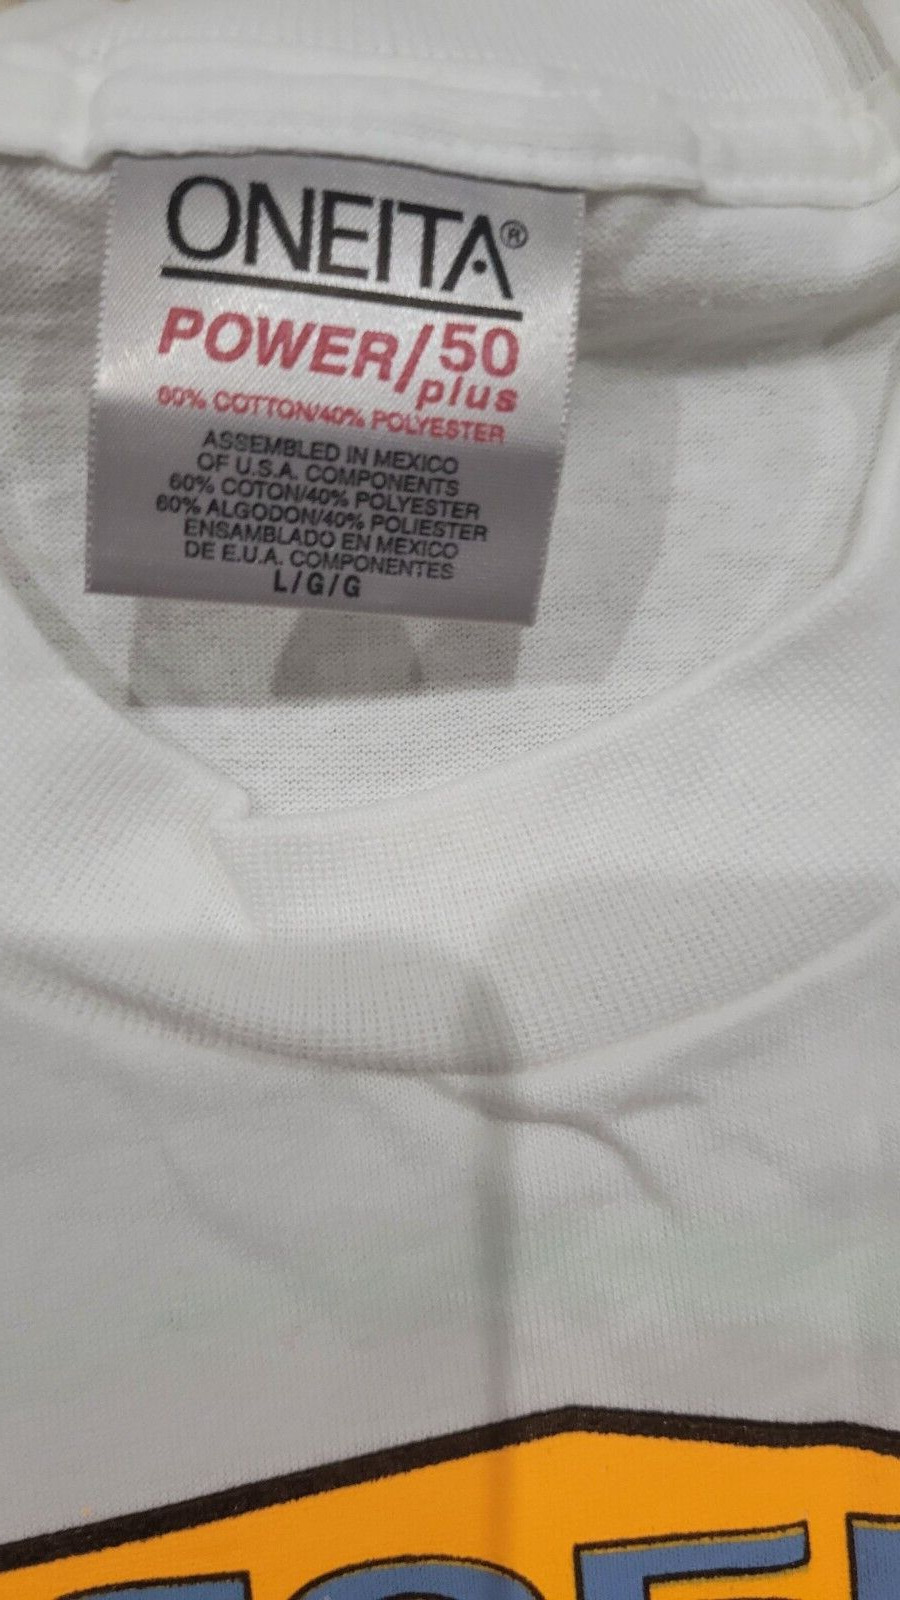 ONEITA®
POWER/50
plus
60% COTTON/40% POLYESTER
ASSEMBLED IN MEXICO
OF U.S.A. COMPONENTS
60% COTON/40% POLYESTER
60% ALGODON/40% POLIESTER
ENSAMBLADO EN MEXICO
DE E.U.A. COMPONENTES
L/G/G